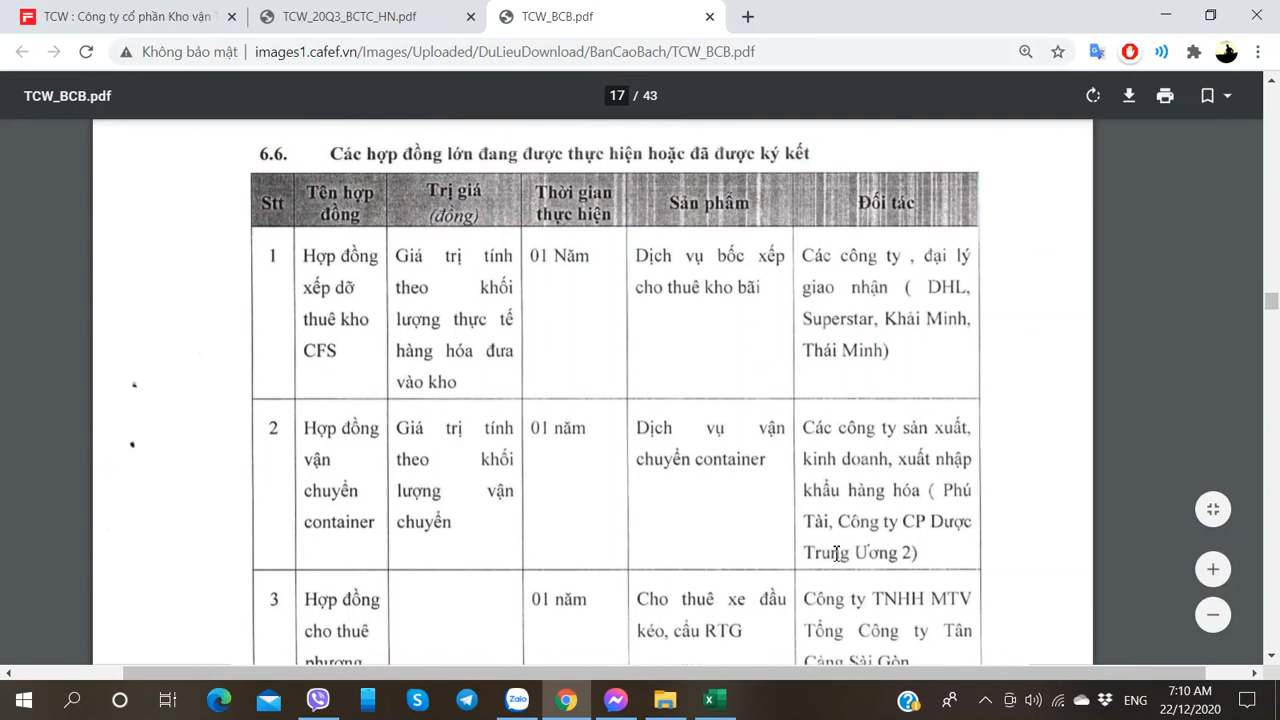 TCW : Công ty cổ phần Kho vận T
TCW_20Q3_BCTC_HN.pdf
TCW_BCB.pdf
Không bảo mật
images1.cafef.vn/Images/Uploaded/DuLieuDownload/BanCaoBach/TCW_BCB.pdf
TCW_BCB.pdf
17 / 43
6.6. Các hợp đồng lớn đang được thực hiện hoặc đã được ký kết
Stt
Tên hợp
đồng
Trị giá
(đồng)
Thời gian
thực hiện
Sản phẩm
Đối tác
1
Hợp đồng
xếp dỡ
thuê kho
CFS
Giá trị tính
theo khối
lượng thực tế
hàng hóa đưa
vào kho
01 Năm
Dịch vụ bốc xếp
cho thuê kho bãi
Các công ty , đại lý
giao nhận ( DHL,
Superstar, Khải Minh,
Thái Minh)
2
Hợp đồng
vận
chuyển
container
Giá trị tính
theo khối
lượng vận
chuyển
01 năm
Dịch vụ vận
chuyển container
Các công ty sản xuất,
kinh doanh, xuất nhập
khẩu hàng hóa ( Phú
Tài, Công ty CP Dược
Trung Ương 2)
3
Hợp đồng
cho thuê
phương
01 năm
Cho thuê xe đầu
kéo, cẩu RTG
Công ty TNHH MTV
Tổng Công ty Tân
Cảng Sài Gòn
Zalo
ENG
7:10 AM
22/12/2020